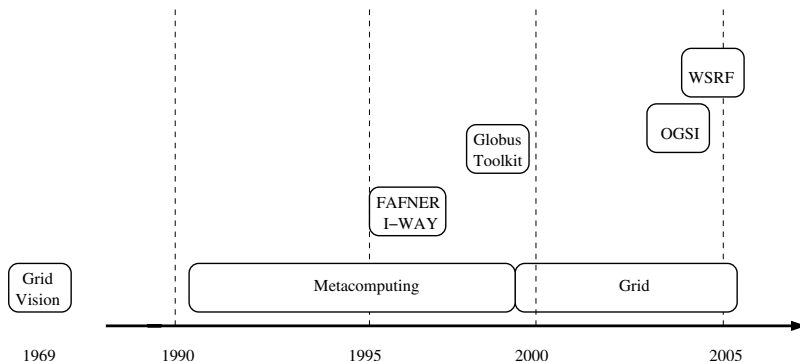 WSRF
OGSI
Globus
Toolkit
FAFNER
I−WAY
Grid
Vision
Metacomputing
Grid
1969
1990
1995
2000
2005